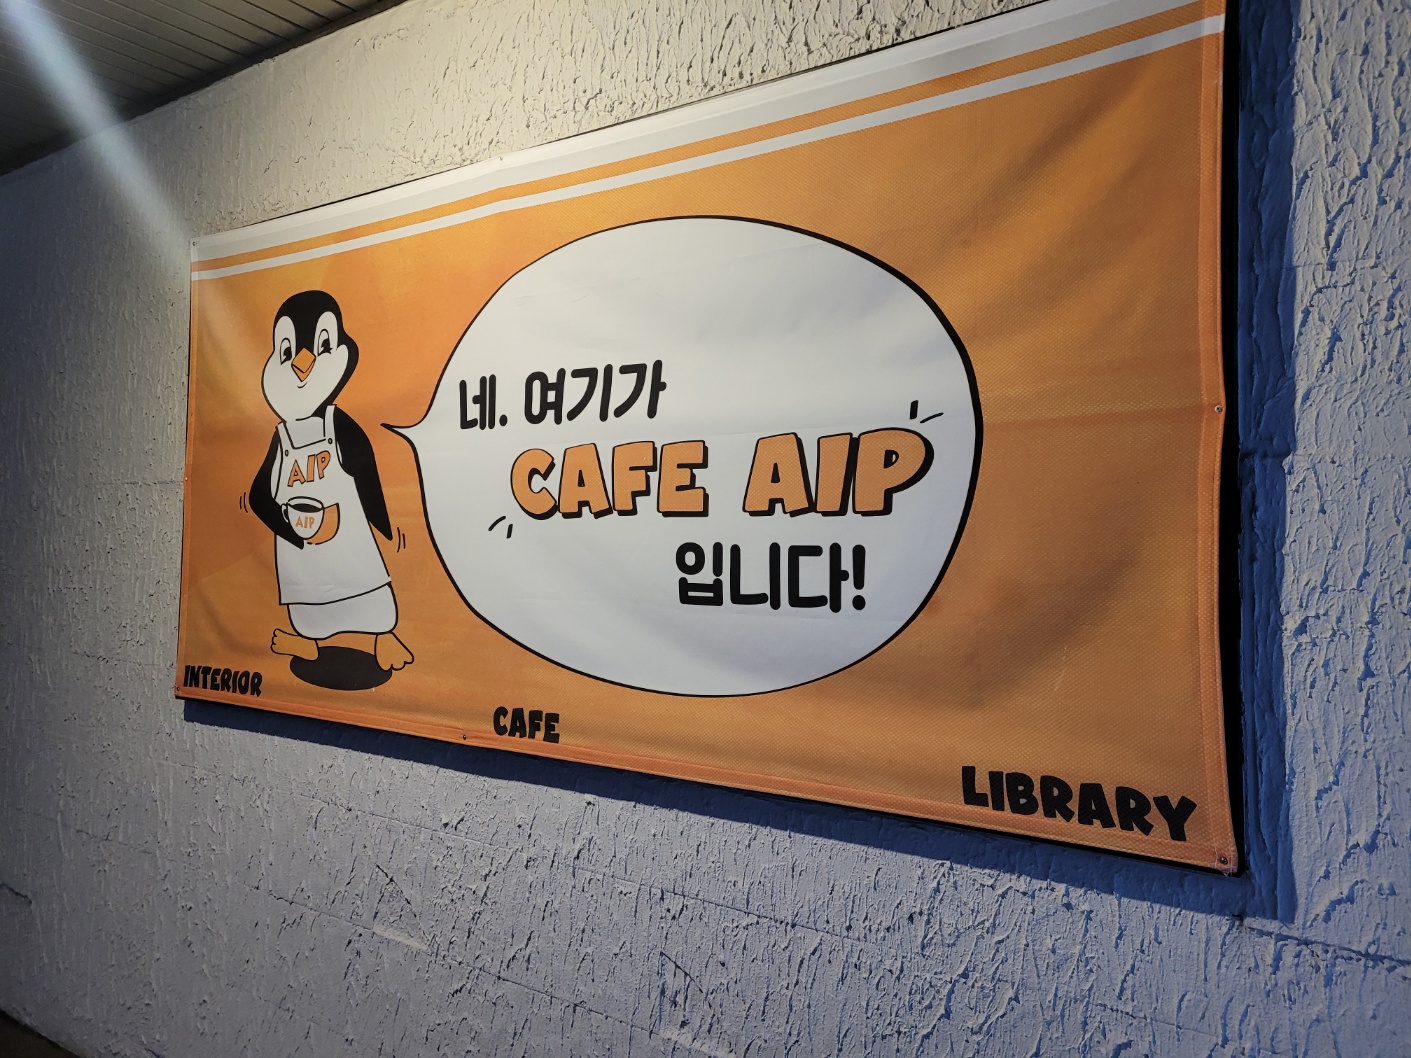 네. 여기가
CAFE AIP
입니다!
AIP
AIP
INTERIOR
CAFE
LIBRARY